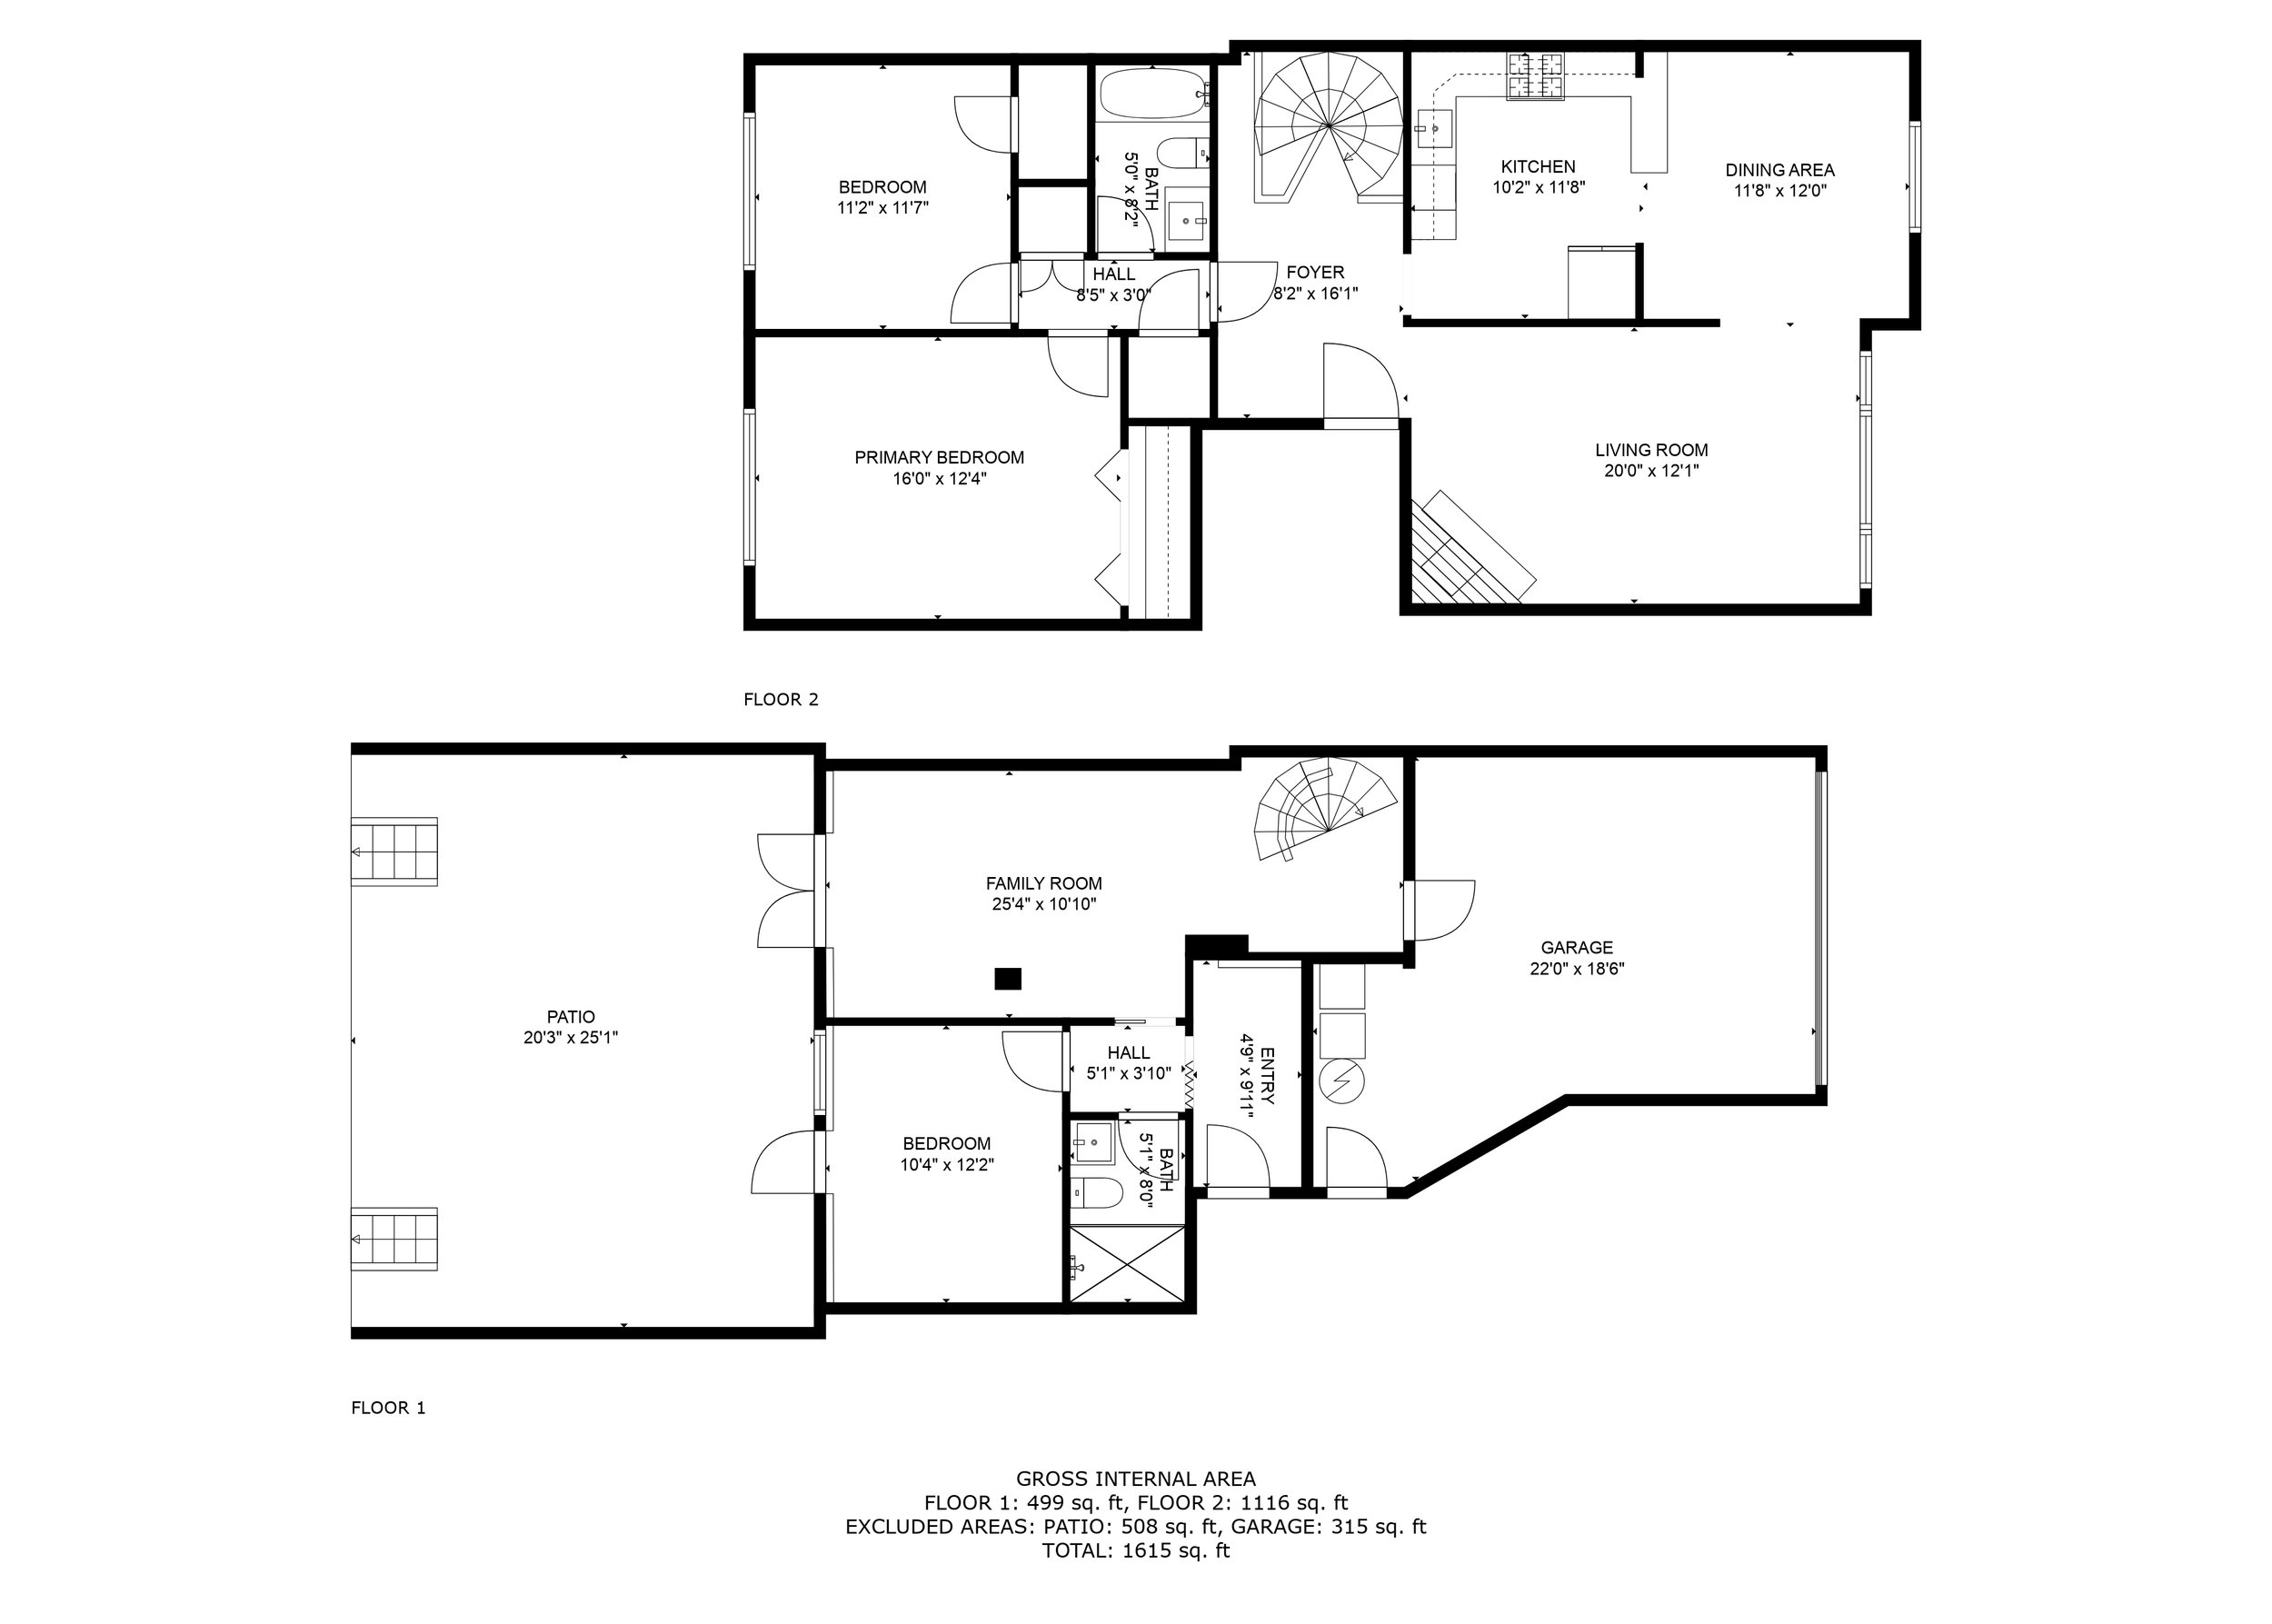 BEDROOM
11'2" x 11'7"
BATH
5'0" x 8'2"
HALL
8'5" x 3'0"
FOYER
8'2" x 16'1"
KITCHEN
10'2" x 11'8"
DINING AREA
11'8" x 12'0"
PRIMARY BEDROOM
16'0" x 12'4"
LIVING ROOM
20'0" x 12'1"
FLOOR 2
FAMILY ROOM
25'4" x 10'10"
GARAGE
22'0" x 18'6"
PATIO
20'3" x 25'1"
HALL
5'1" x 3'10"
ENTRY
4'9" x 9'11"
BEDROOM
10'4" x 12'2"
BATH
5'1" x 8'0"
FLOOR 1
GROSS INTERNAL AREA
FLOOR 1: 499 sq. ft, FLOOR 2: 1116 sq. ft
EXCLUDED AREAS: PATIO: 508 sq. ft, GARAGE: 315 sq. ft
TOTAL: 1615 sq. ft